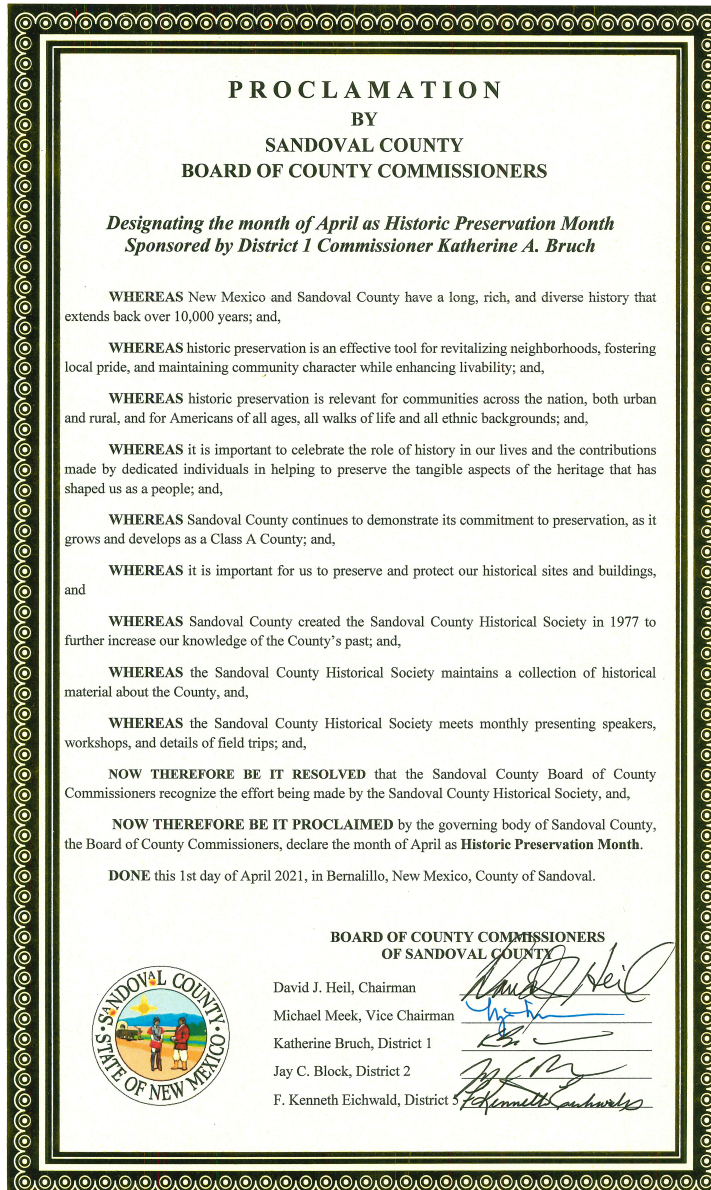 PROCLAMATION
BY
SANDOVAL COUNTY
BOARD OF COUNTY COMMISSIONERS
Designating the month of April as Historic Preservation Month
Sponsored by District 1 Commissioner Katherine A. Bruch
WHEREAS New Mexico and Sandoval County have a long, rich, and diverse history that
extends back over 10,000 years; and,
WHEREAS historic preservation is an effective tool for revitalizing neighborhoods, fostering
local pride, and maintaining community character while enhancing livability; and,
WHEREAS historic preservation is relevant for communities across the nation, both urban
and rural, and for Americans of all ages, all walks of life and all ethnic backgrounds; and,
WHEREAS it is important to celebrate the role of history in our lives and the contributions
made by dedicated individuals in helping to preserve the tangible aspects of the heritage that has
shaped us as a people; and,
WHEREAS Sandoval County continues to demonstrate its commitment to preservation, as it
grows and develops as a Class A County; and,
WHEREAS it is important for us to preserve and protect our historical sites and buildings,
and
WHEREAS Sandoval County created the Sandoval County Historical Society in 1977 to
further increase our knowledge of the County's past; and,
WHEREAS the Sandoval County Historical Society maintains a collection of historical
material about the County, and,
WHEREAS the Sandoval County Historical Society meets monthly presenting speakers,
workshops, and details of field trips; and,
NOW THEREFORE BE IT RESOLVED that the Sandoval County Board of County
Commissioners recognize the effort being made by the Sandoval County Historical Society, and,
NOW THEREFORE BE IT PROCLAIMED by the governing body of Sandoval County,
the Board of County Commissioners, declare the month of April as Historic Preservation Month.
DONE this 1st day of April 2021, in Bernalillo, New Mexico, County of Sandoval.
BOARD OF COUNTY COMMISSIONERS
OF SANDOVAL COUNTY
David J. Heil, Chairman
Michael Meek, Vice Chairman
Katherine Bruch, District 1
Jay C. Block, District 2
F. Kenneth Eichwald, District 5
SANDOVAL COUNTY
STATE OF NEW MEXICO